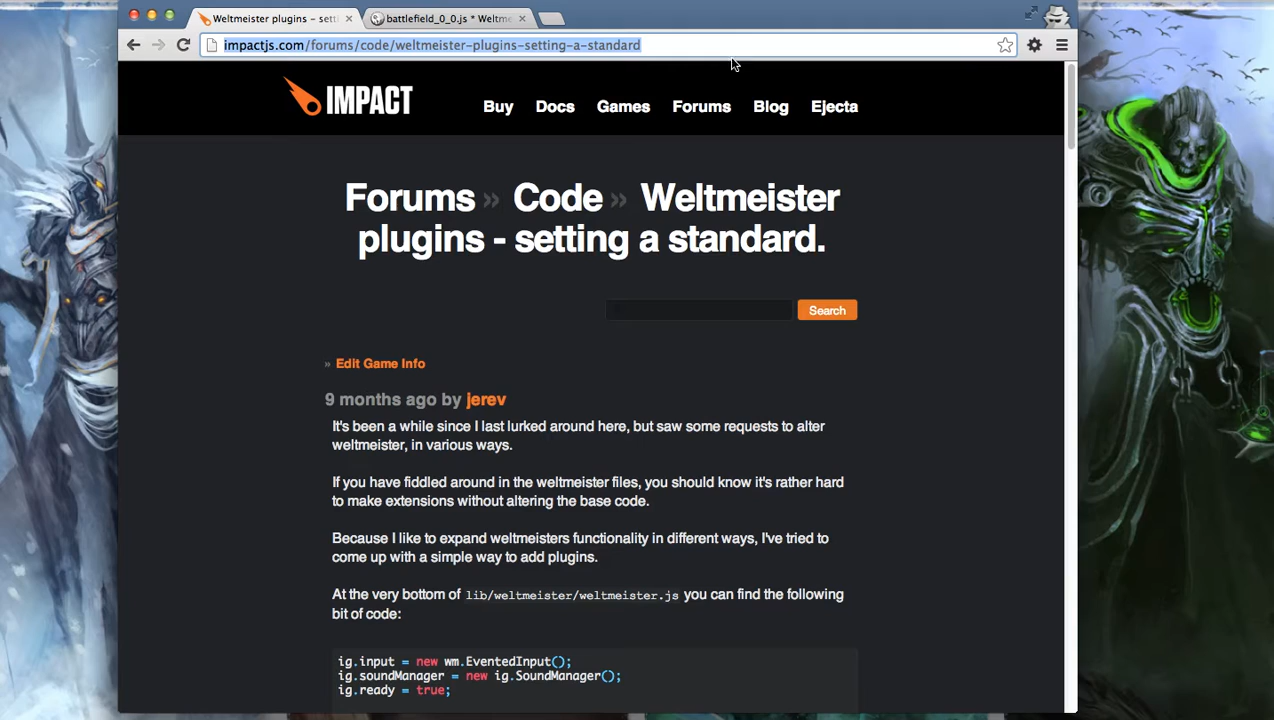 Weltmeister plugins - sett
battlefield_0_0.js * Weltme
impactjs.com/forums/code/weltmeister-plugins-setting-a-standard
IMPACT
Buy Docs Games Forums Blog Ejecta
Forums » Code » Weltmeister
plugins - setting a standard.
Search
» Edit Game Info
9 months ago by jerev
It's been a while since I last lurked around here, but saw some requests to alter
weltmeister, in various ways.
If you have fiddled around in the weltmeister files, you should know it's rather hard
to make extensions without altering the base code.
Because I like to expand weltmeisters functionality in different ways, I've tried to
come up with a simple way to add plugins.
At the very bottom of lib/weltmeister/weltmeister.js you can find the following
bit of code:
ig.input = new wm.EventedInput();
ig.soundManager = new ig.SoundManager();
ig.ready = true;